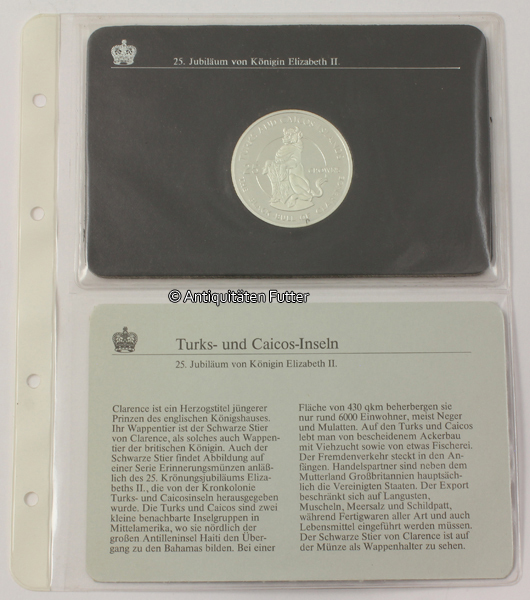 25. Jubiläum von Königin Elizabeth II.
TURKS AND CAICOS ISLANDS
CROWNS
© Antiquitäten Futter
Turks- und Caicos-Inseln
25. Jubiläum von Königin Elizabeth II.
Clarence ist ein Herzogstitel jüngerer
Prinzen des englischen Königshauses.
Ihr Wappentier ist der Schwarze Stier
von Clarence, als solches auch Wappen-
tier der britischen Königin. Auch der
Schwarze Stier findet Abbildung auf
einer Serie Erinnerungsmünzen anläß-
lich des 25. Krönungsjubiläums Eliza-
beths II., die von der Kronkolonie
Turks- und Caicosinseln herausgegeben
wurde. Die Turks und Caicos sind zwei
kleine benachbarte Inselgruppen in
Mittelamerika, wo sie nördlich der
großen Antilleninsel Haiti den Über-
gang zu den Bahamas bilden. Bei einer
Fläche von 430 qkm beherbergen sie
nur rund 6000 Einwohner, meist Neger
und Mulatten. Auf den Turks und Caicos
lebt man von bescheidenem Ackerbau
mit Viehzucht sowie etwas Fischerei.
Der Fremdenverkehr steckt in den An-
fängen. Handelspartner sind neben dem
Mutterland Großbritannien hauptsäch-
lich die Vereinigten Staaten. Der Export
beschränkt sich auf Langusten,
Muscheln, Meersalz und Schildpatt,
während Fertigwaren aller Art und auch
Lebensmittel eingeführt werden müssen.
Der Schwarze Stier von Clarence ist auf
der Münze als Wappenhalter zu sehen.